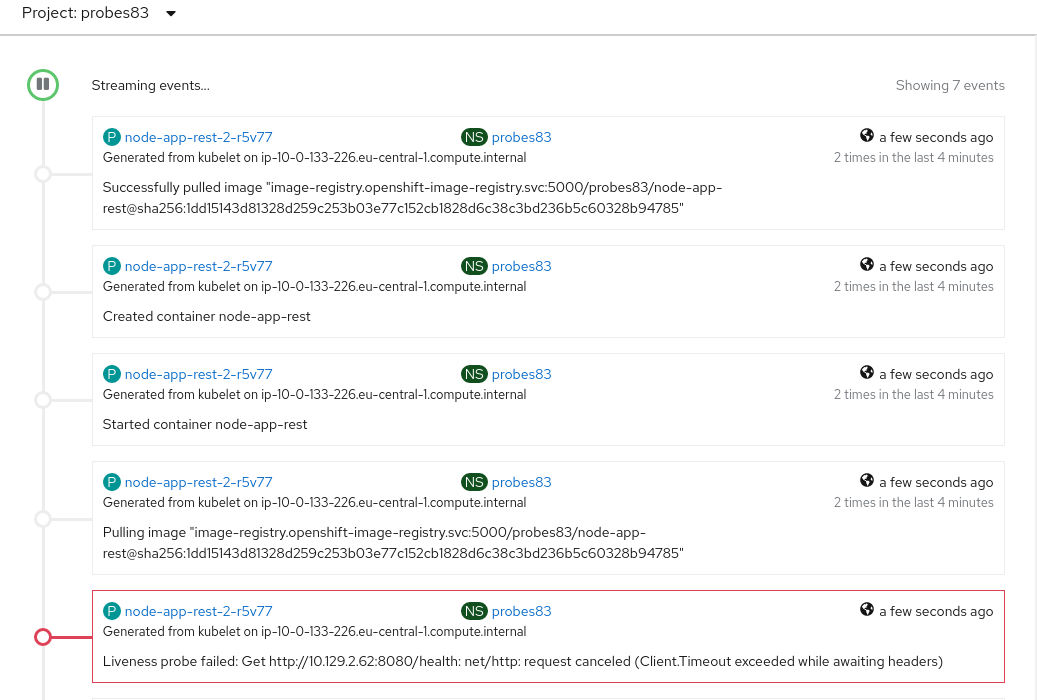 Project: probes83
Streaming events...
Showing 7 events
P node-app-rest-2-r5v77 NS probes83 a few seconds ago
Generated from kubelet on ip-10-0-133-226.eu-central-1.compute.internal 2 times in the last 4 minutes
Successfully pulled image "image-registry.openshift-image-registry.svc:5000/probes83/node-app-
rest@sha256:1dd15143d81328d259c253b03e77c152cb1828d6c38c3bd236b5c60328b94785"
P node-app-rest-2-r5v77 NS probes83 a few seconds ago
Generated from kubelet on ip-10-0-133-226.eu-central-1.compute.internal 2 times in the last 4 minutes
Created container node-app-rest
P node-app-rest-2-r5v77 NS probes83 a few seconds ago
Generated from kubelet on ip-10-0-133-226.eu-central-1.compute.internal 2 times in the last 4 minutes
Started container node-app-rest
P node-app-rest-2-r5v77 NS probes83 a few seconds ago
Generated from kubelet on ip-10-0-133-226.eu-central-1.compute.internal 2 times in the last 4 minutes
Pulling image "image-registry.openshift-image-registry.svc:5000/probes83/node-app-
rest@sha256:1dd15143d81328d259c253b03e77c152cb1828d6c38c3bd236b5c60328b94785"
P node-app-rest-2-r5v77 NS probes83 a few seconds ago
Generated from kubelet on ip-10-0-133-226.eu-central-1.compute.internal
Liveness probe failed: Get http://10.129.2.62:8080/health: net/http: request canceled (Client.Timeout exceeded while awaiting headers)